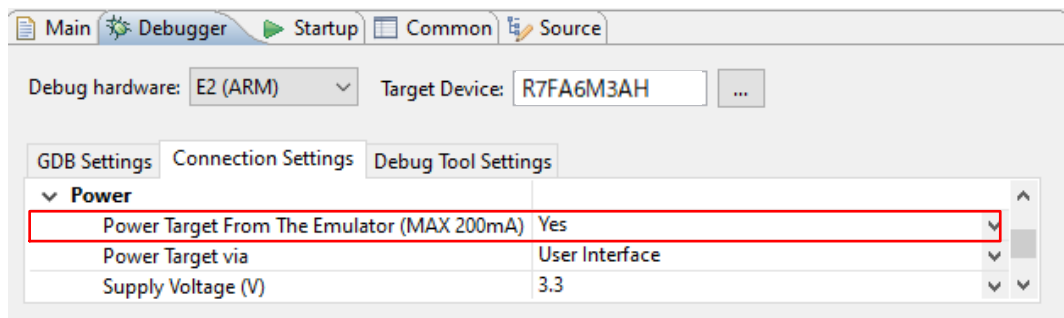 Main Debugger Startup Common Source
Debug hardware: E2 (ARM) Target Device: R7FA6M3AH ...
GDB Settings Connection Settings Debug Tool Settings
Power
Power Target From The Emulator (MAX 200mA) Yes
Power Target via User Interface
Supply Voltage (V) 3.3